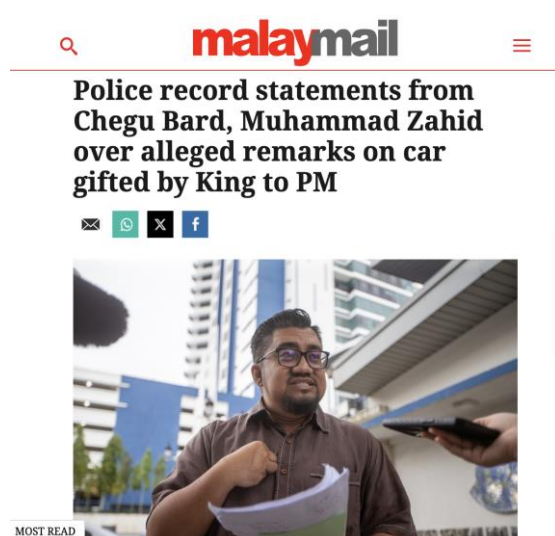 malaymail
Police record statements from
Chegu Bard, Muhammad Zahid
over alleged remarks on car
gifted by King to PM
MOST READ